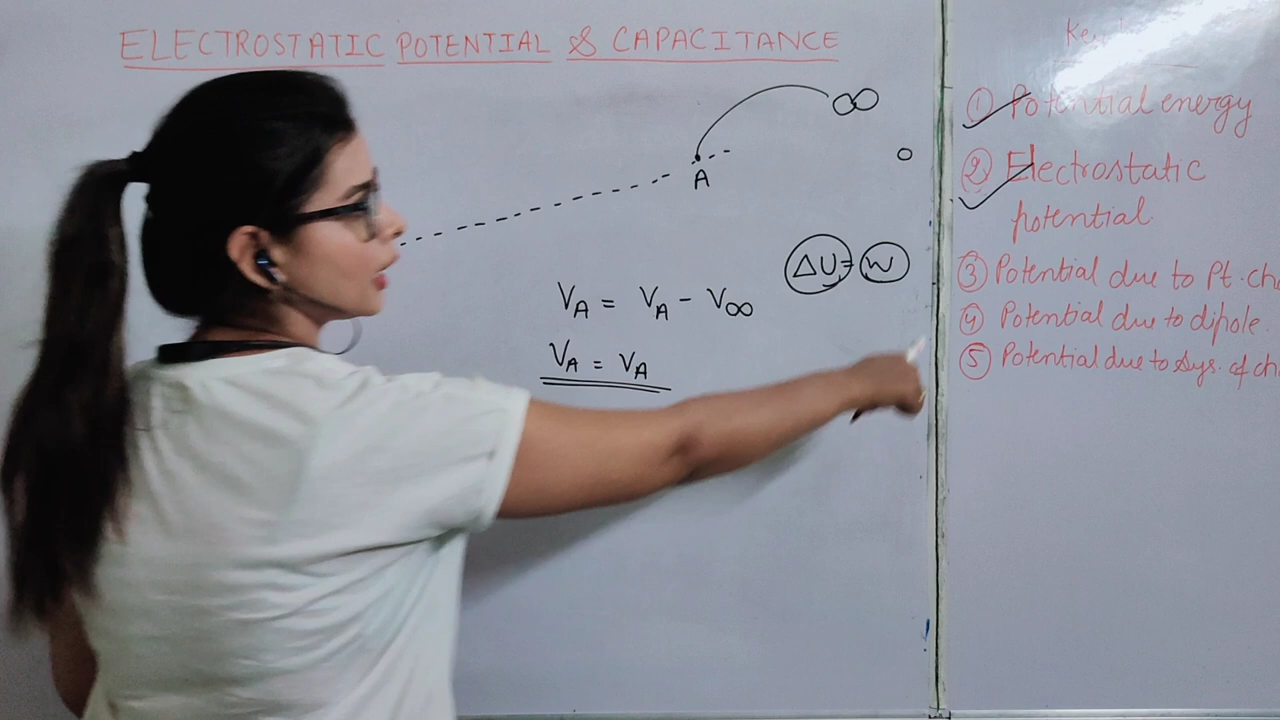 ELECTROSTATIC POTENTIAL & CAPACITANCE
∞
A
ΔU = W
V_A = V_A - V_∞
V_A = V_A
① Potential energy
② Electrostatic
potential
③ Potential due to Pt. ch
④ Potential due to dipole.
⑤ Potential due to sys. of ch